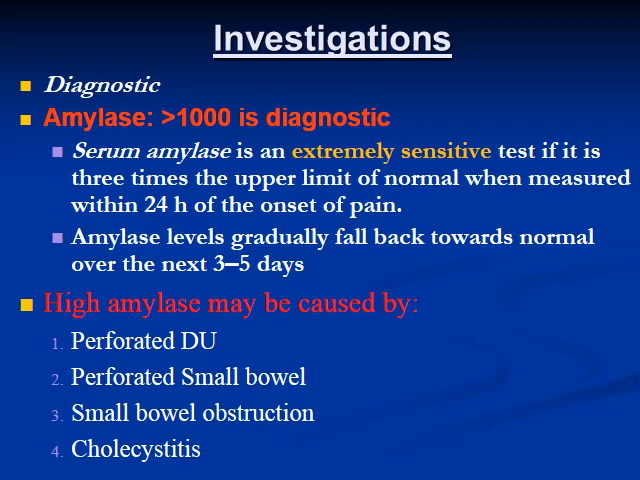 Investigations
Diagnostic
Amylase: >1000 is diagnostic
Serum amylase is an extremely sensitive test if it is
three times the upper limit of normal when measured
within 24 h of the onset of pain.
Amylase levels gradually fall back towards normal
over the next 3–5 days
High amylase may be caused by:
1. Perforated DU
2. Perforated Small bowel
3. Small bowel obstruction
4. Cholecystitis